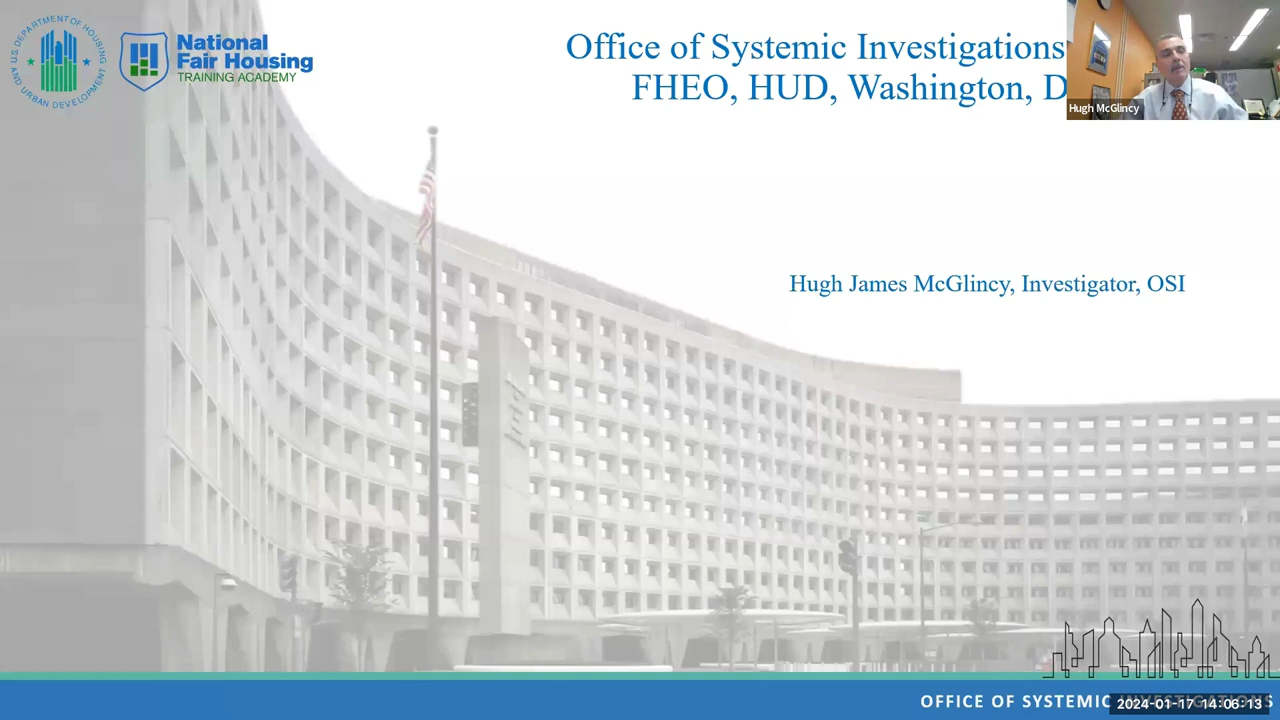 U.S. DEPARTMENT OF HOUSING AND URBAN DEVELOPMENT
National
Fair Housing
TRAINING ACADEMY
Office of Systemic Investigations
FHEO, HUD, Washington, D
Hugh McGlincy
Hugh James McGlincy, Investigator, OSI
OFFICE OF SYSTEMIC INVESTIGATIONS
2024-01-17 14:06:13